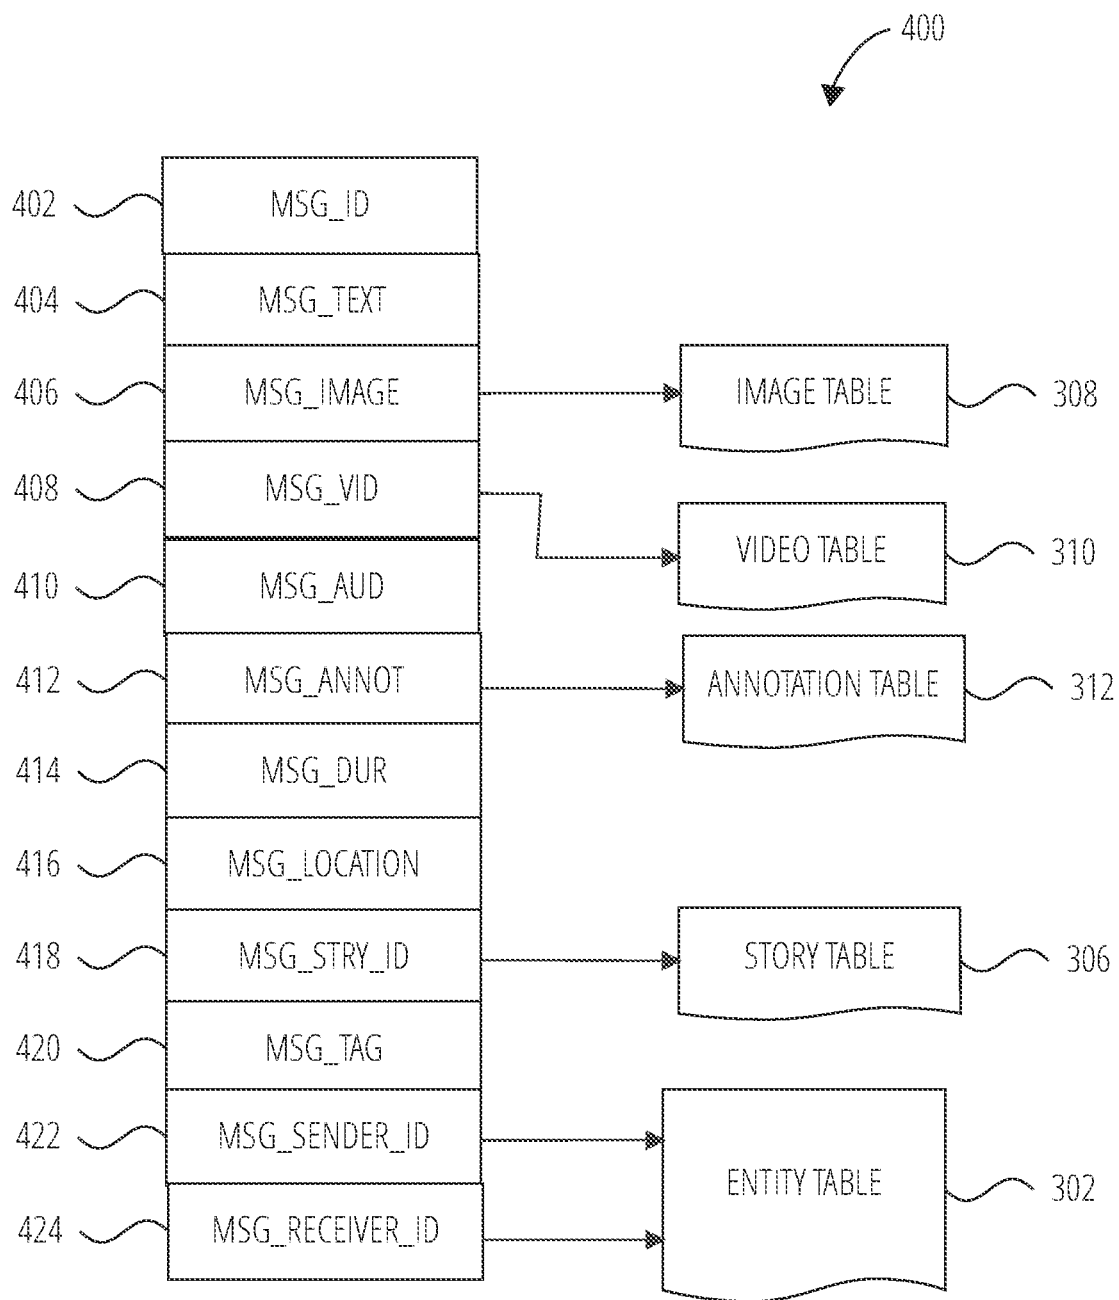 400
402 MSG_ID
404 MSG_TEXT
406 MSG_IMAGE IMAGE TABLE 308
408 MSG_VID
VIDEO TABLE 310
410 MSG_AUD
412 MSG_ANNOT ANNOTATION TABLE 312
414 MSG_DUR
416 MSG_LOCATION
418 MSG_STRY_ID STORY TABLE 306
420 MSG_TAG
422 MSG_SENDER_ID
ENTITY TABLE 302
424 MSG_RECEIVER_ID